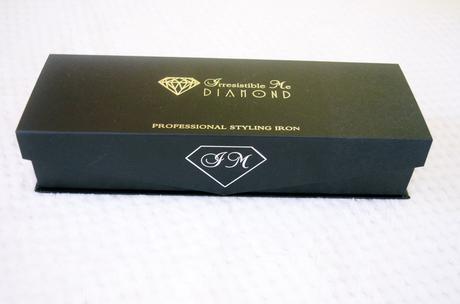 Irresistible Me
DIAMOND
PROFESSIONAL STYLING IRON
IM